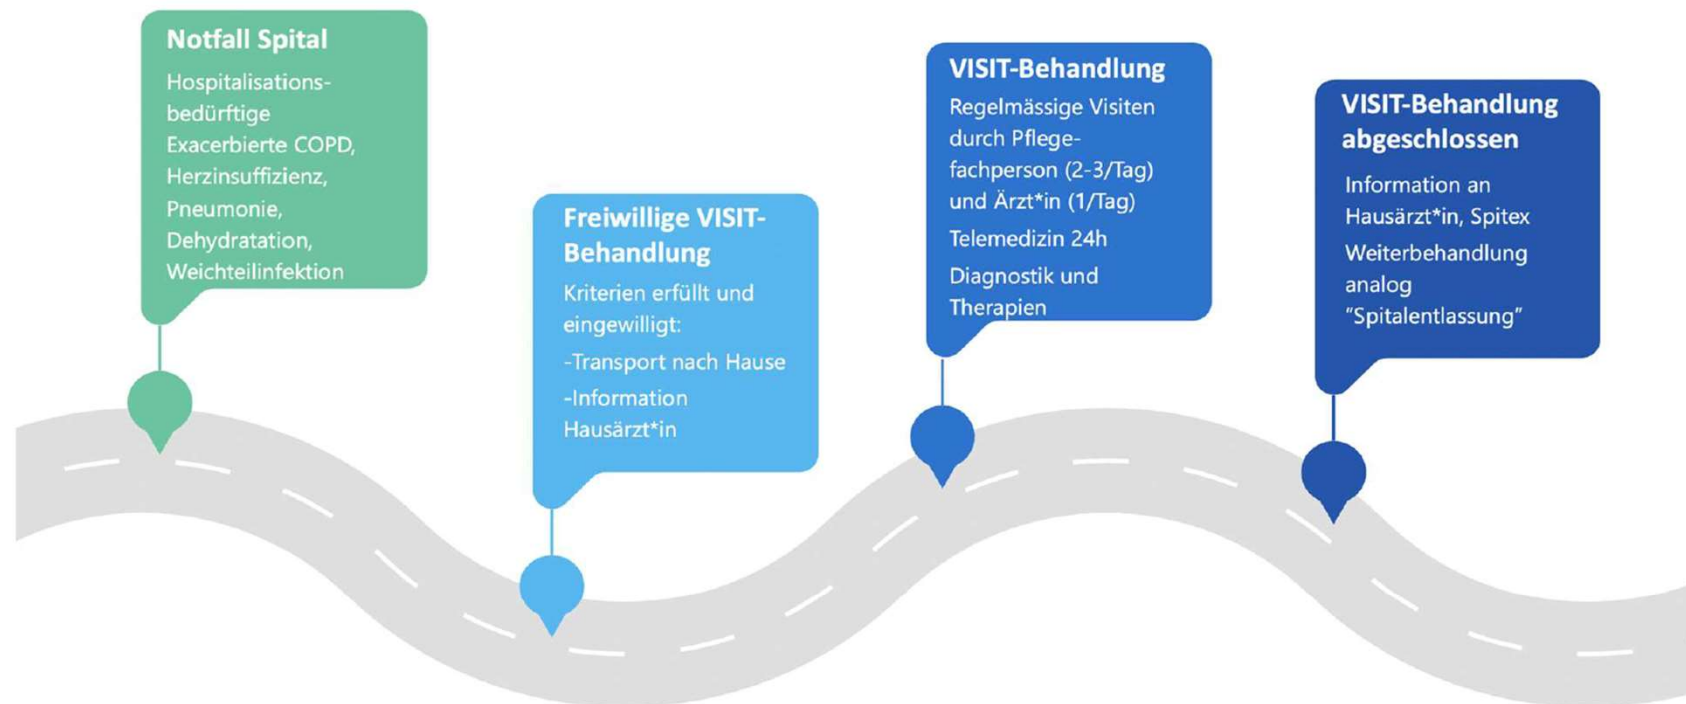 Notfall Spital
Hospitalisations-
bedürftige
Exacerbierte COPD,
Herzinsuffizienz,
Pneumonie,
Dehydratation,
Weichteilinfektion
Freiwillige VISIT-
Behandlung
Kriterien erfüllt und
eingewilligt:
-Transport nach Hause
-Information
Hausärzt*in
VISIT-Behandlung
Regelmässige Visiten
durch Pflege-
fachperson (2-3/Tag)
und Ärzt*in (1/Tag)
Telemedizin 24h
Diagnostik und
Therapien
VISIT-Behandlung
abgeschlossen
Information an
Hausärzt*in, Spitex
Weiterbehandlung
analog
“Spitalentlassung”